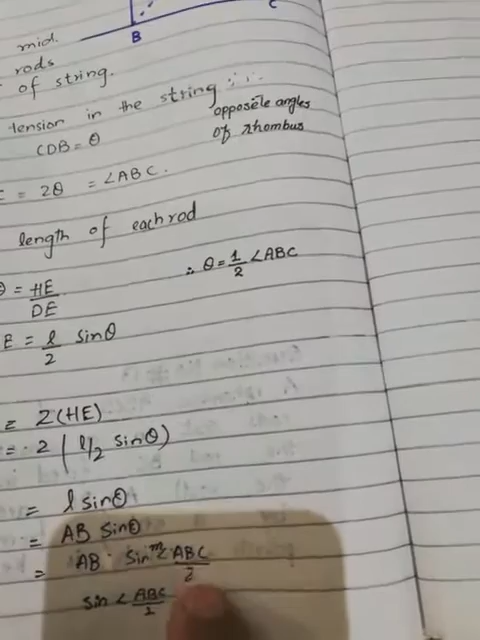 C
B
mid.
rods
of string.
tension in the string ∵
opposele angles
of rhombus
CDB = θ
= 2θ = ∠ABC.
length of each rod
∴ θ = 1/2 ∠ABC
= HE/DE
E = l/2 sinθ
= 2(HE)
= 2 ( l/2 sinθ)
= l sinθ
= AB sinθ
= AB sin ∠ABC/2
sin ∠ABC/2